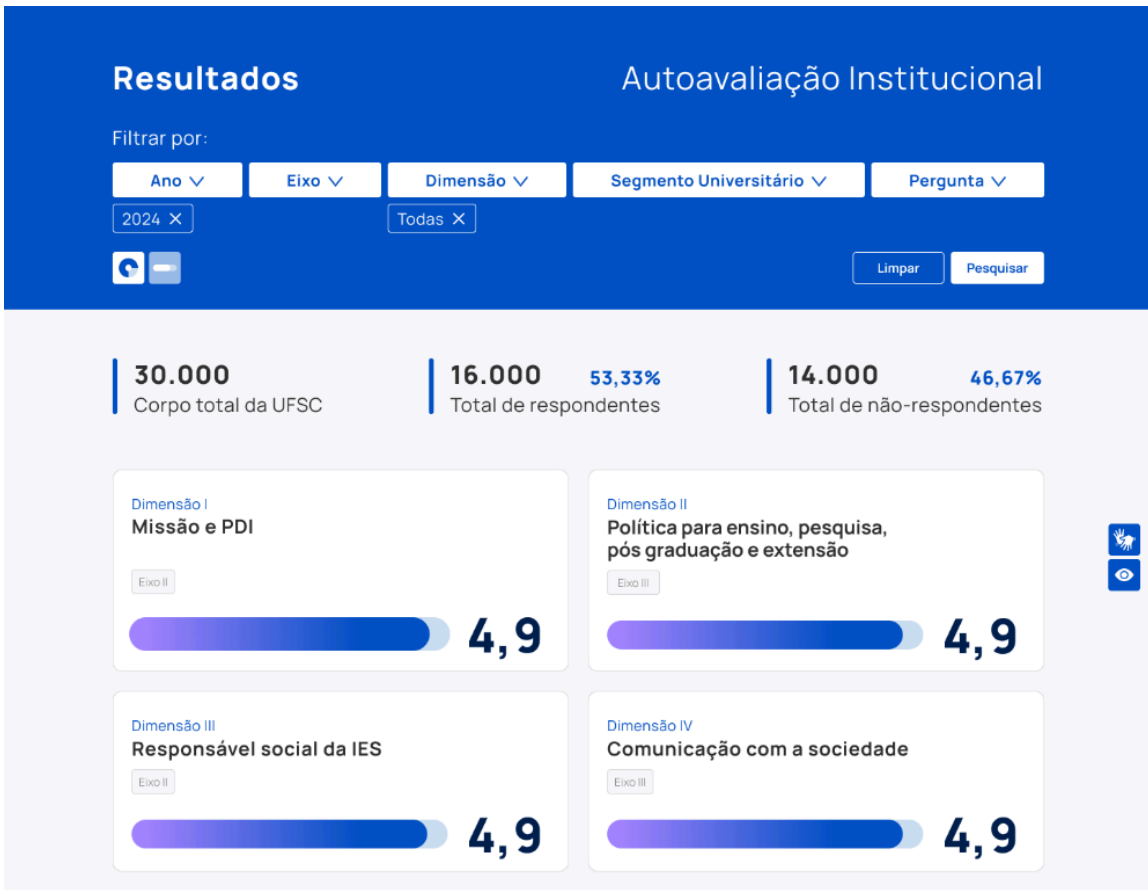 Resultados
Autoavaliação Institucional
Filtrar por:
Ano
Eixo
Dimensão
Segmento Universitário
Pergunta
2024
Todas
Limpar
Pesquisar
30.000
Corpo total da UFSC
16.000 53,33%
Total de respondentes
14.000 46,67%
Total de não-respondentes
Dimensão I
Missão e PDI
Eixo II
4,9
Dimensão II
Política para ensino, pesquisa,
pós graduação e extensão
Eixo III
4,9
Dimensão III
Responsável social da IES
Eixo II
4,9
Dimensão IV
Comunicação com a sociedade
Eixo III
4,9